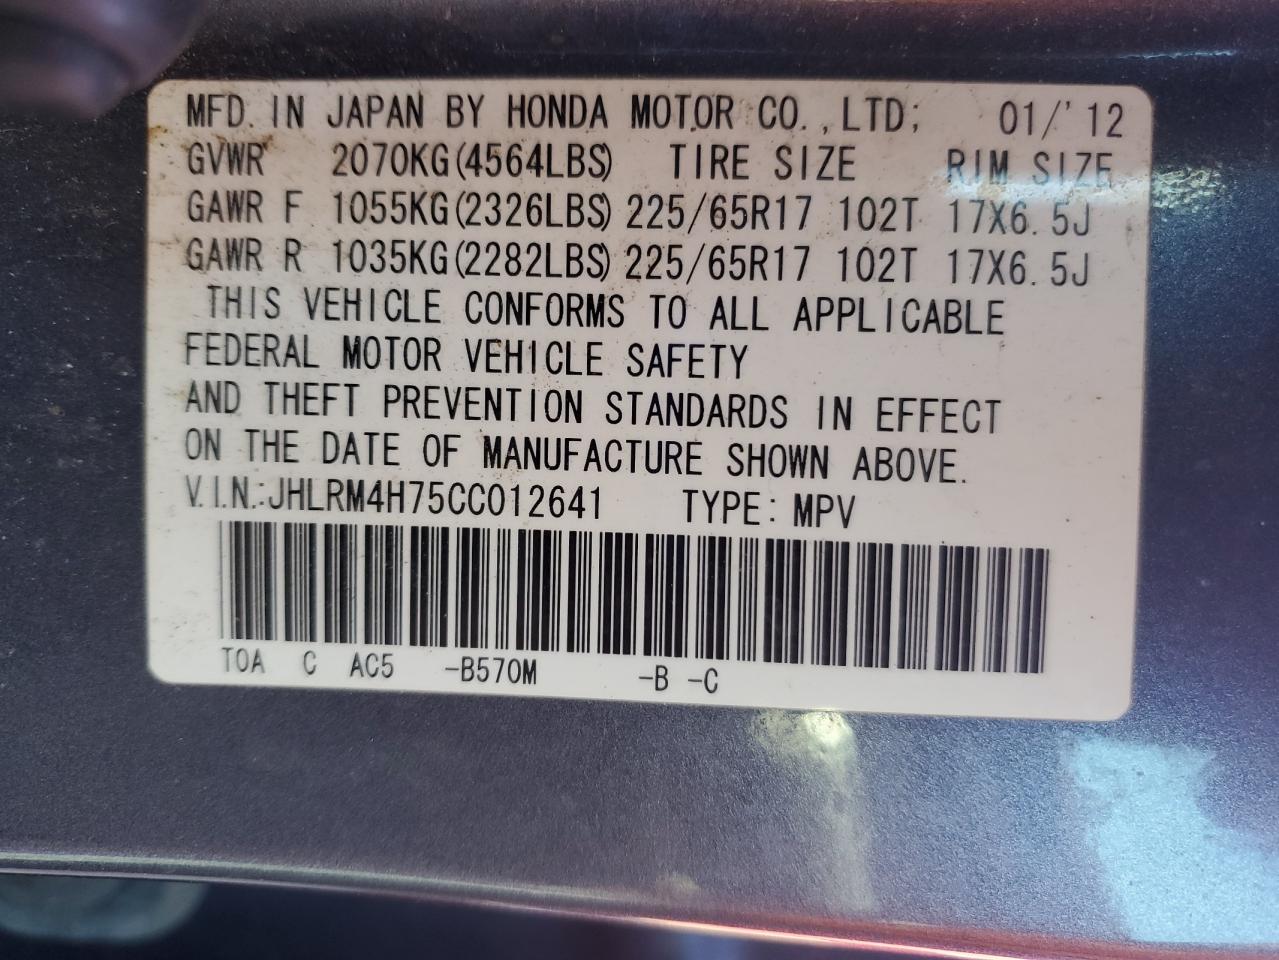 MFD. IN JAPAN BY HONDA MOTOR CO., LTD; 01/'12
GVWR 2070KG(4564LBS) TIRE SIZE RIM SIZE
GAWR F 1055KG(2326LBS) 225/65R17 102T 17X6.5J
GAWR R 1035KG(2282LBS) 225/65R17 102T 17X6.5J
THIS VEHICLE CONFORMS TO ALL APPLICABLE
FEDERAL MOTOR VEHICLE SAFETY
AND THEFT PREVENTION STANDARDS IN EFFECT
ON THE DATE OF MANUFACTURE SHOWN ABOVE.
V.I.N.:JHLRM4H75CC012641 TYPE: MPV
TOA C AC5 -B570M -B -C